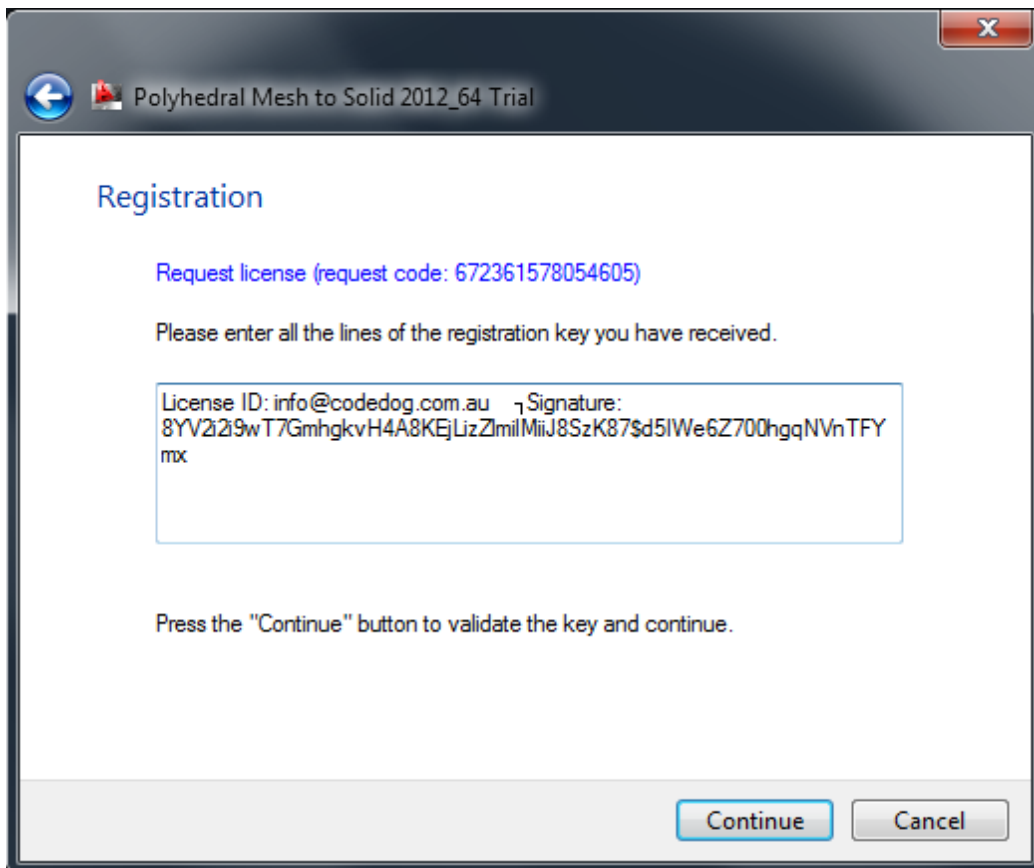 Polyhedral Mesh to Solid 2012_64 Trial
Registration
Request license (request code: 672361578054605)
Please enter all the lines of the registration key you have received.
License ID: info@codedog.com.au ┐Signature:
8YV2i2i9wT7GmhgkvH4A8KEjLizZlmilMiiJ8SzK87$d5lWe6Z700hgqNVnTFY
mx
Press the "Continue" button to validate the key and continue.
Continue
Cancel